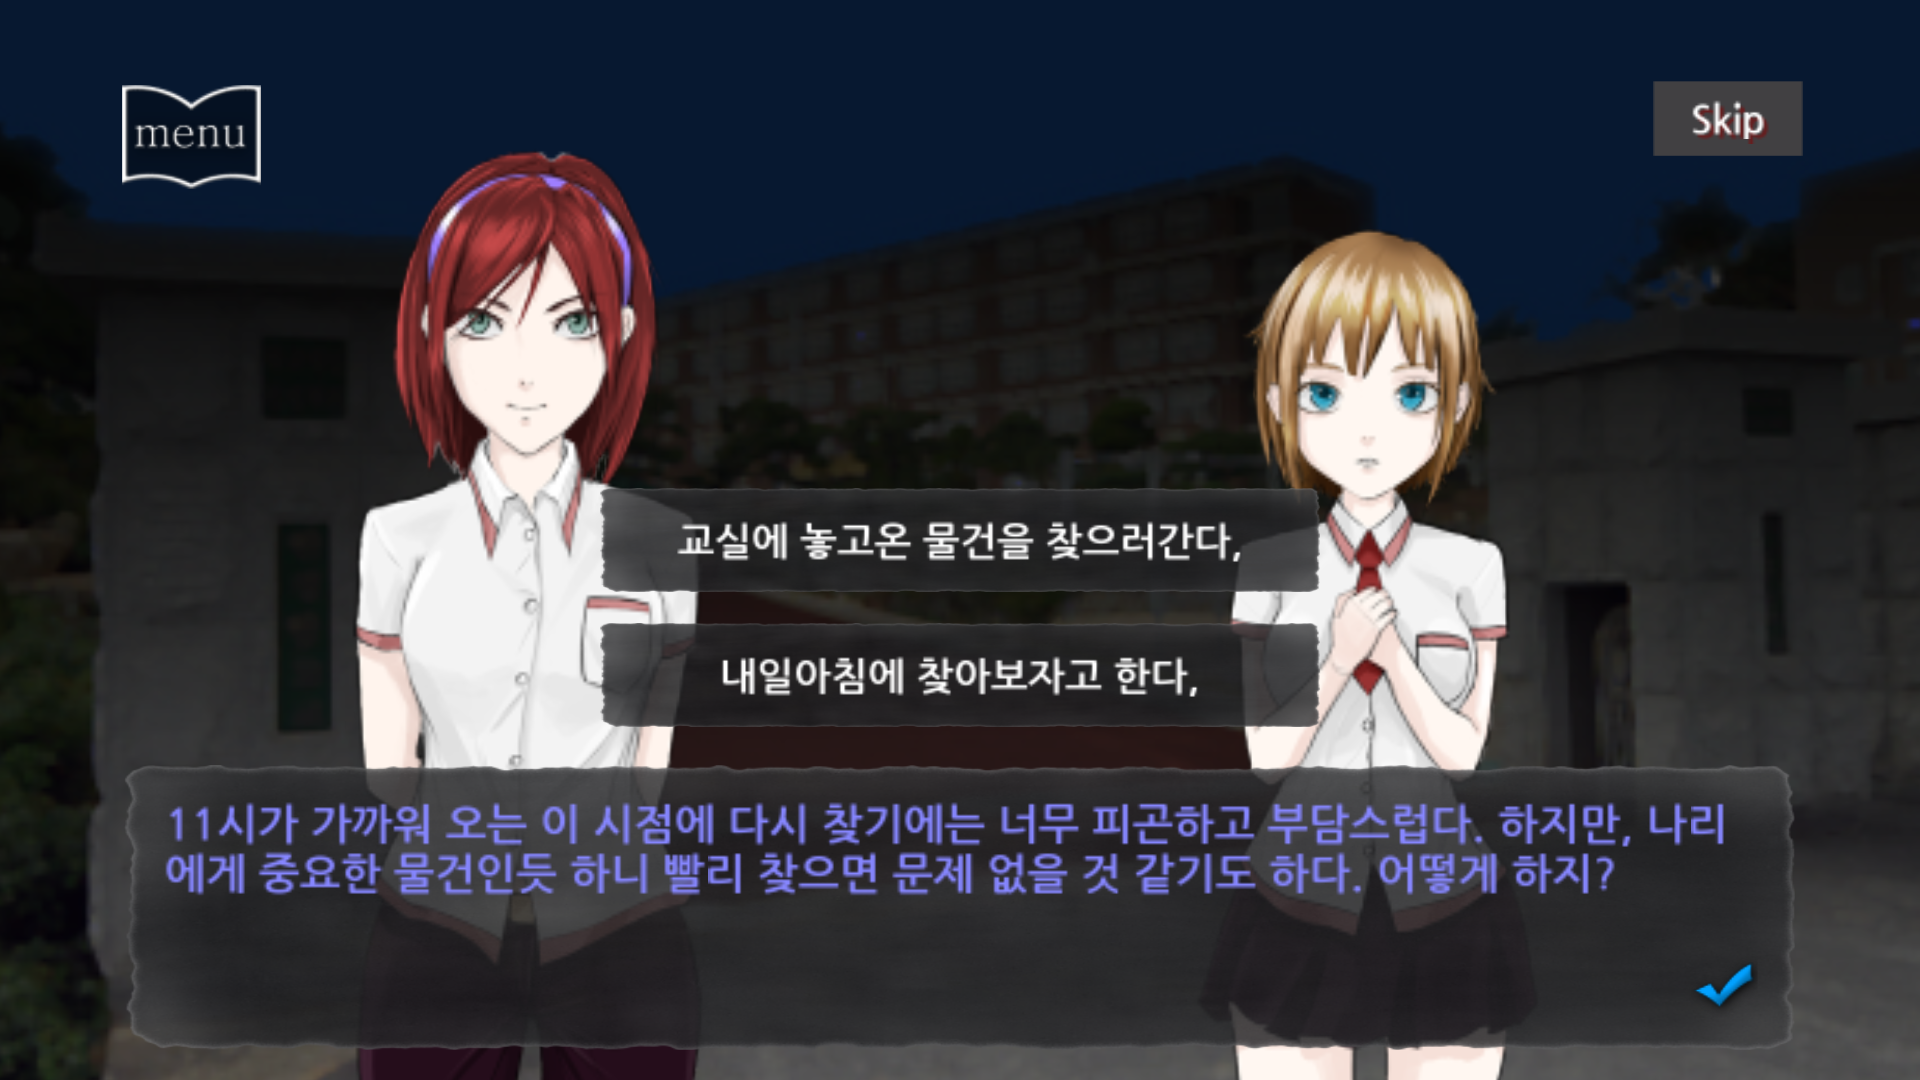 menu
Skip
교실에 놓고온 물건을 찾으러간다,
내일아침에 찾아보자고 한다,
11시가 가까워 오는 이 시점에 다시 찾기에는 너무 피곤하고 부담스럽다. 하지만, 나리
에게 중요한 물건인듯 하니 빨리 찾으면 문제 없을 것 같기도 하다. 어떻게 하지?